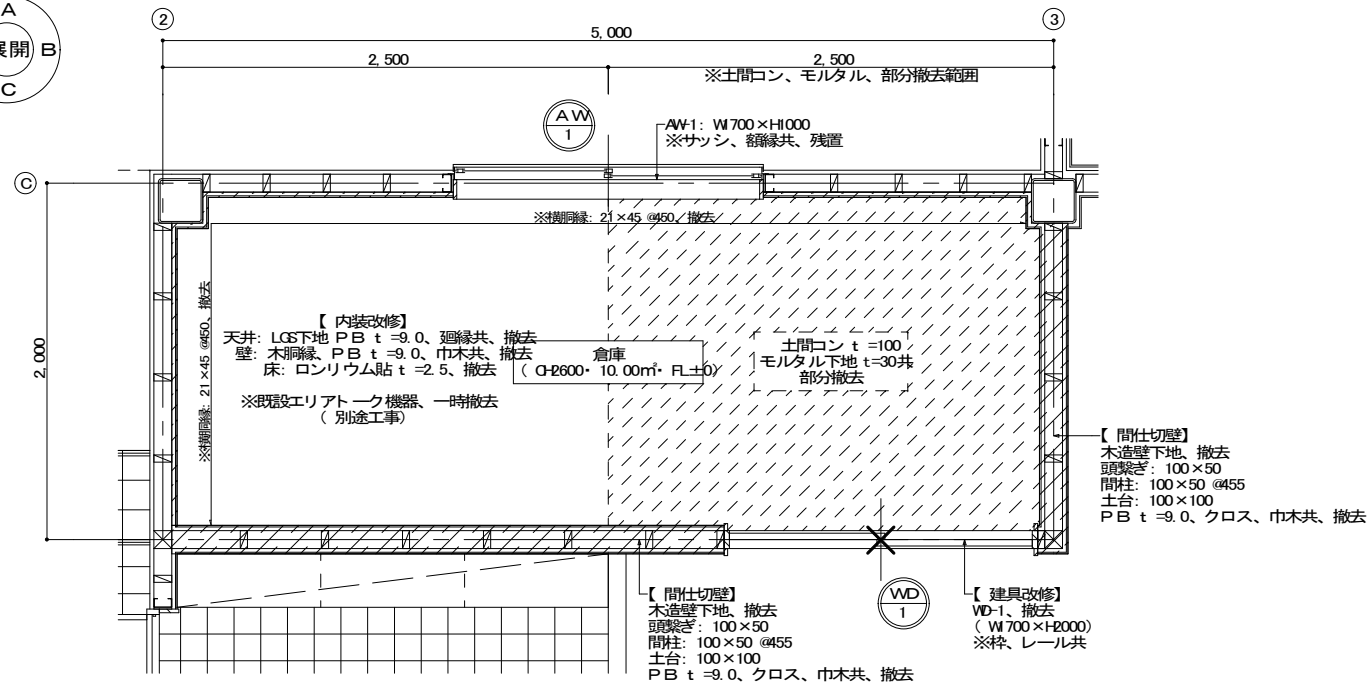 A
展開 B
C
② ③
5,000
2,500 2,500
※土間コン、モルタル、部分撤去範囲
AW
1
AW-1: W1700×H1000
※サッシ、額縁共、残置
Ⓒ
※横胴縁: 21×45 @450、撤去
2,000
※横胴縁: 21×45 @450、撤去
【 内装改修】
天井: LGS下地 PB t=9.0、廻縁共、撤去
壁: 木胴縁、PB t=9.0、巾木共、撤去
床: ロンリウム貼 t=2.5、撤去
※既設エリアトーク機器、一時撤去
( 別途工事)
倉庫
( CH2600・ 10.00㎡・ FL±0)
土間コン t=100
モルタル下地 t=30共
部分撤去
【 間仕切壁】
木造壁下地、撤去
頭繋ぎ: 100×50
間柱: 100×50 @455
土台: 100×100
PB t=9.0、クロス、巾木共、撤去
【 間仕切壁】
木造壁下地、撤去
頭繋ぎ: 100×50
間柱: 100×50 @455
土台: 100×100
PB t=9.0、クロス、巾木共、撤去
WD
1
【 建具改修】
WD-1、撤去
( W1700×H2000)
※枠、レール共